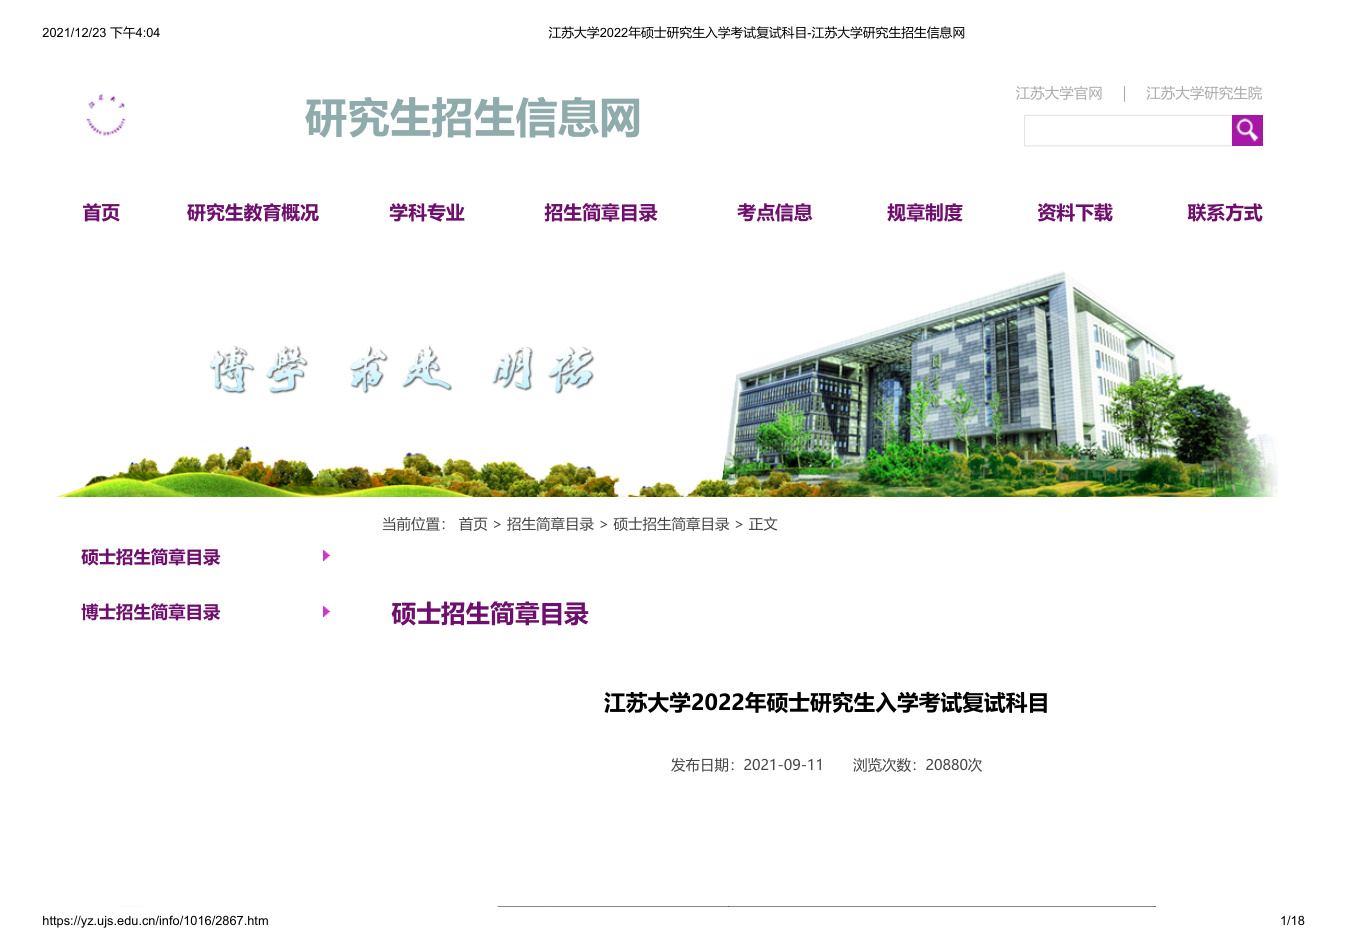 2021/12/23 下午4:04
江苏大学2022年硕士研究生入学考试复试科目-江苏大学研究生招生信息网
研究生招生信息网
江苏大学官网
江苏大学研究生院
首页
研究生教育概况
学科专业
招生简章目录
考点信息
规章制度
资料下载
联系方式
博学 求是 明德
当前位置： 首页 > 招生简章目录 > 硕士招生简章目录 > 正文
硕士招生简章目录
博士招生简章目录
硕士招生简章目录
江苏大学2022年硕士研究生入学考试复试科目
发布日期：2021-09-11 浏览次数：20880次
https://yz.ujs.edu.cn/info/1016/2867.htm
1/18